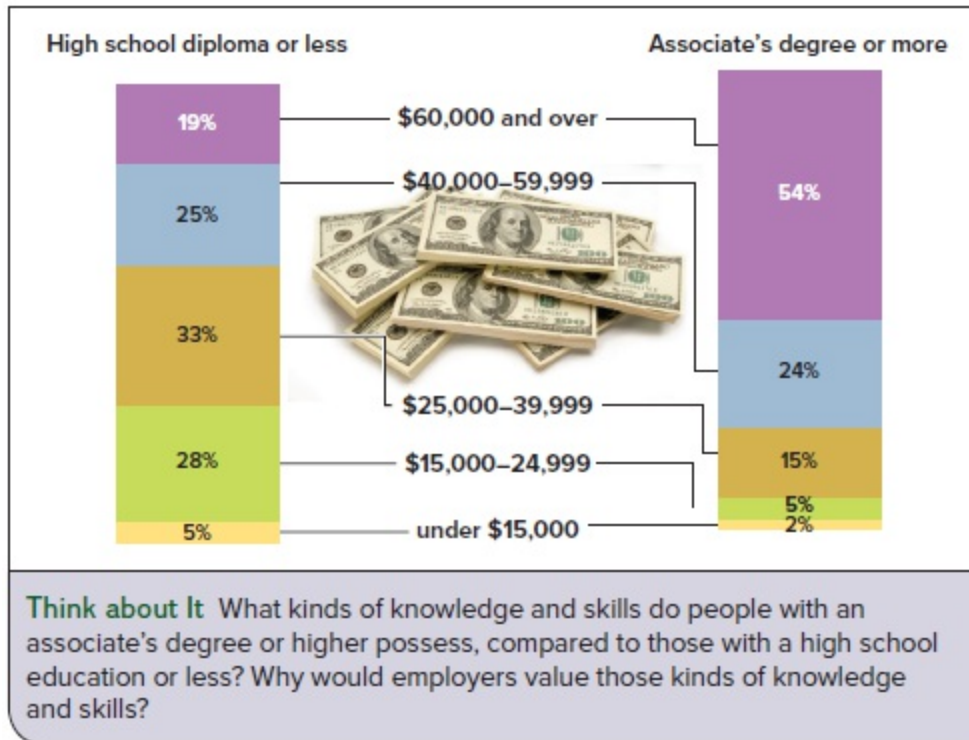 High school diploma or less
Associate's degree or more
19%
$60,000 and over
54%
$40,000–59,999
25%
33%
24%
$25,000–39,999
28%
$15,000–24,999
15%
5%
5%
under $15,000
2%
Think about It What kinds of knowledge and skills do people with an
associate's degree or higher possess, compared to those with a high school
education or less? Why would employers value those kinds of knowledge
and skills?